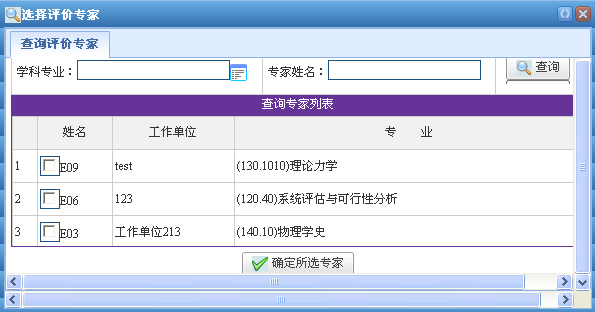 选择评价专家
查询评价专家
学科专业： 专家姓名： 查询
查询专家列表
姓名 工作单位 专 业
1 E09 test (130.1010)理论力学
2 E06 123 (120.40)系统评估与可行性分析
3 E03 工作单位213 (140.10)物理学史
确定所选专家